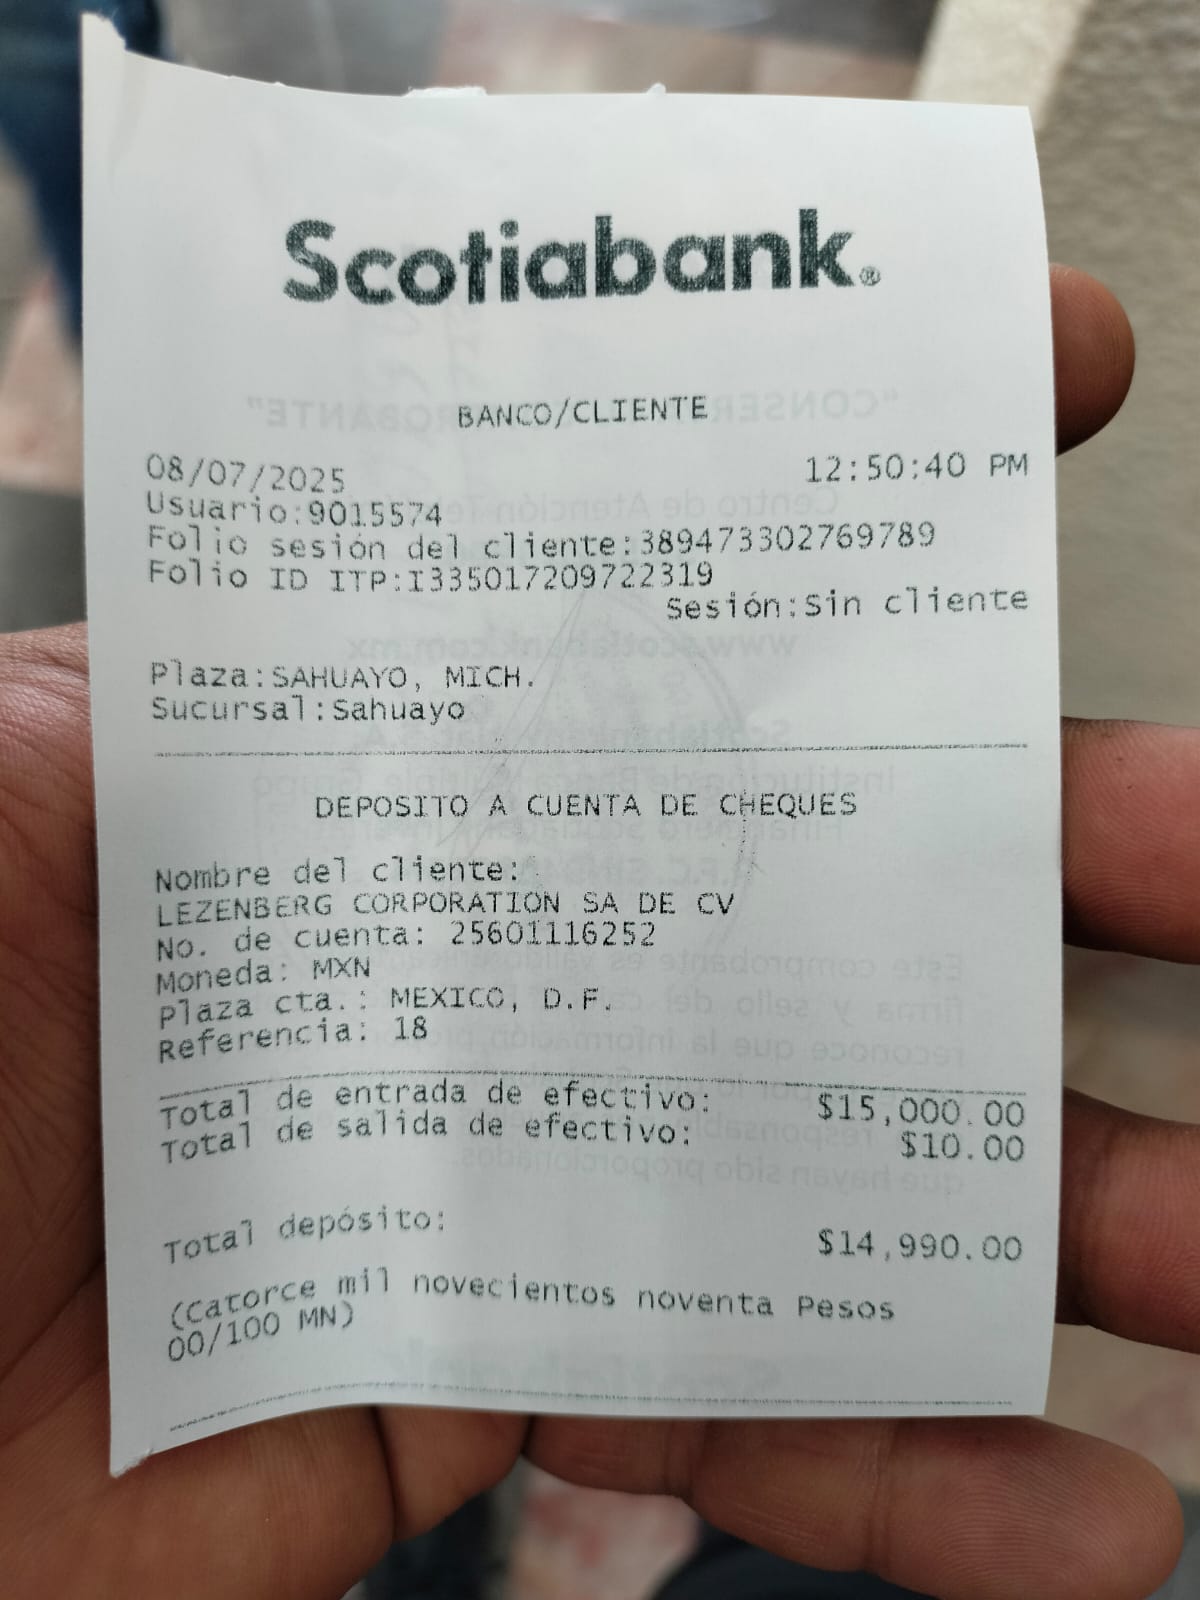 Scotiabank®
BANCO/CLIENTE
08/07/2025 12:50:40 PM
Usuario:9015574
Folio sesión del cliente:389473302769789
Folio ID ITP:I335017209722319
Sesión:Sin cliente
Plaza:SAHUAYO, MICH.
Sucursal:Sahuayo
DEPOSITO A CUENTA DE CHEQUES
Nombre del cliente:
LEZENBERG CORPORATION SA DE CV
No. de cuenta: 25601116252
Moneda: MXN
Plaza cta.: MEXICO, D.F.
Referencia: 18
Total de entrada de efectivo: $15,000.00
Total de salida de efectivo: $10.00
Total depósito: $14,990.00
(Catorce mil novecientos noventa Pesos
00/100 MN)